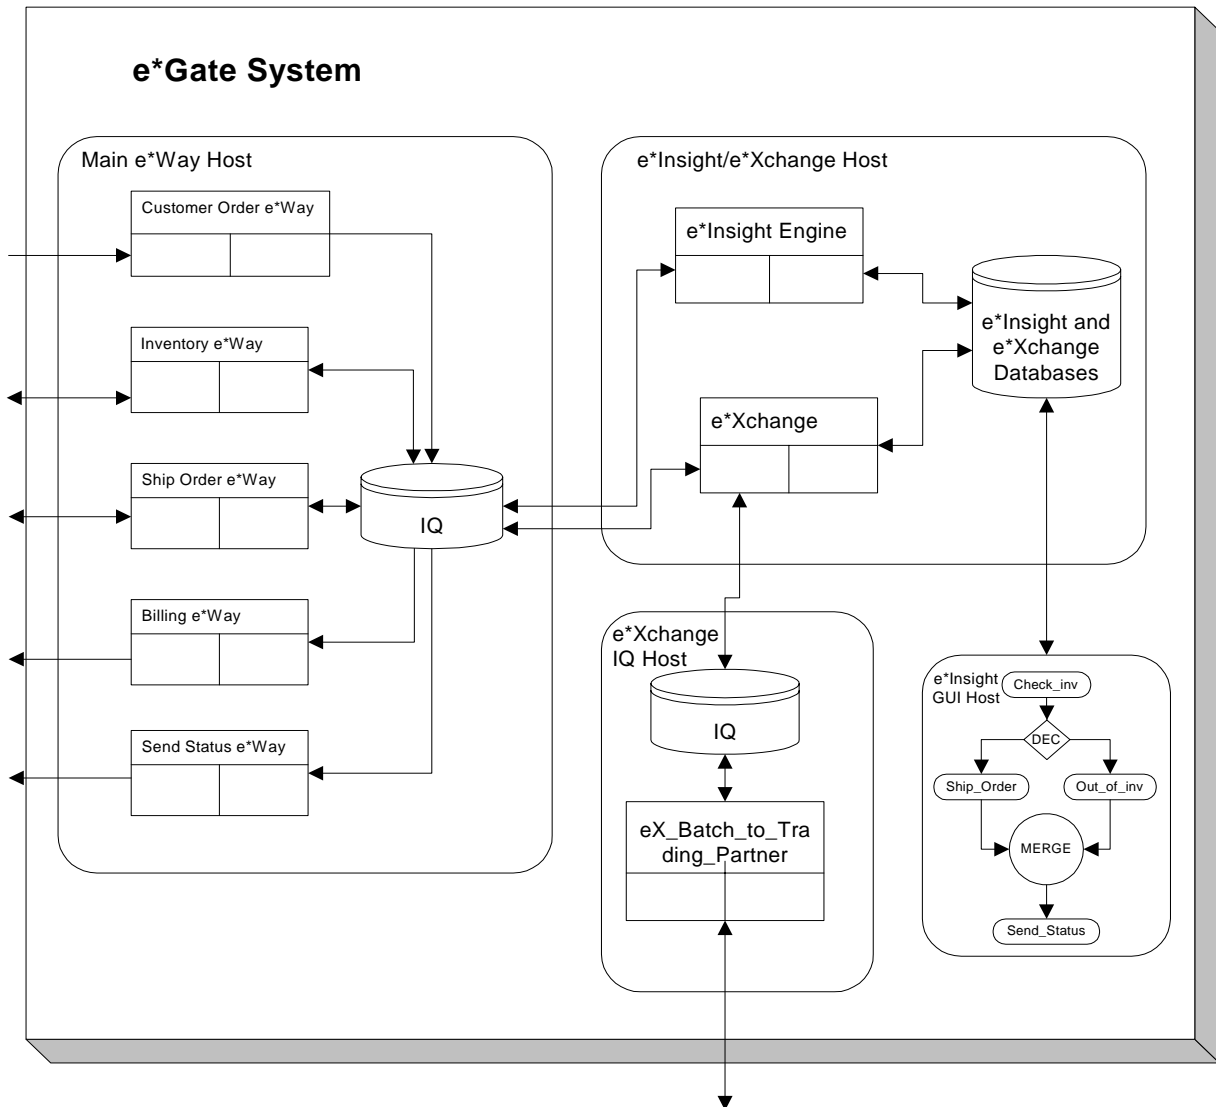 e*Gate System
Main e*Way Host
Customer Order e*Way
Inventory e*Way
Ship Order e*Way
IQ
Billing e*Way
Send Status e*Way
e*Insight/e*Xchange Host
e*Insight Engine
e*Insight and
e*Xchange
Databases
e*Xchange
e*Xchange
IQ Host
IQ
eX_Batch_to_Tra
ding_Partner
e*Insight
GUI Host
Check_inv
DEC
Ship_Order
Out_of_inv
MERGE
Send_Status